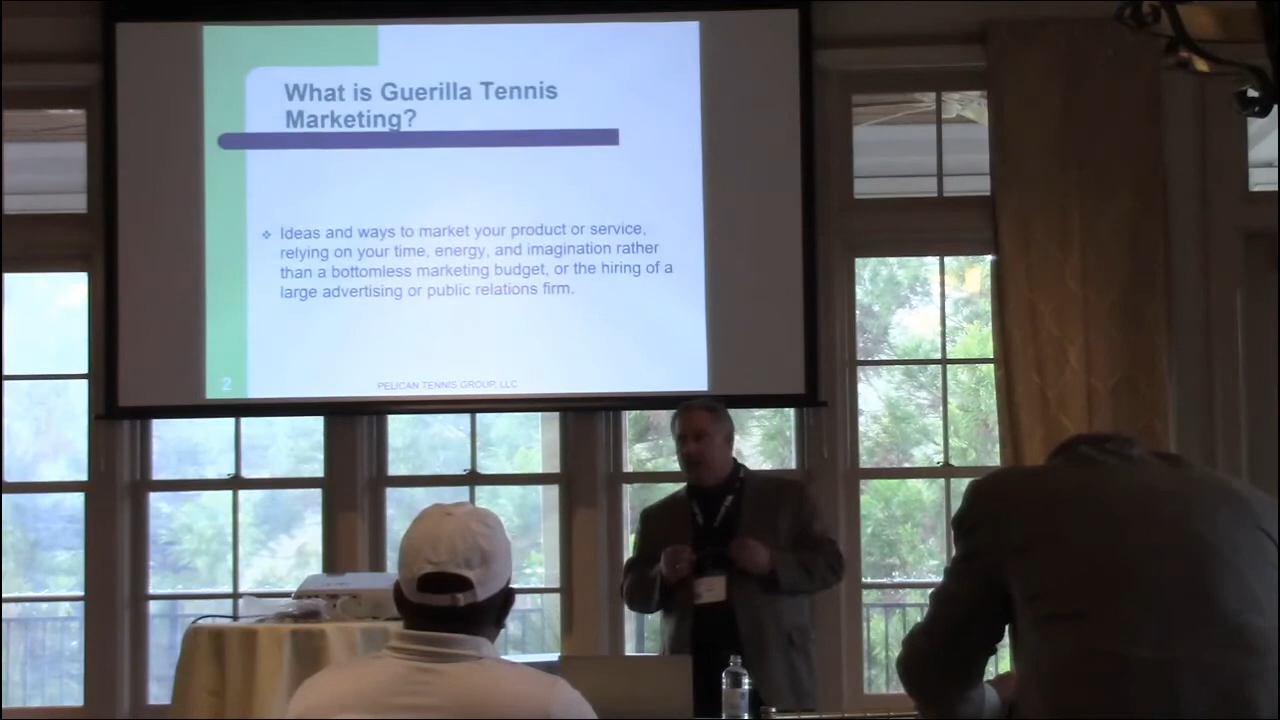 What is Guerilla Tennis
Marketing?
❖ Ideas and ways to market your product or service,
relying on your time, energy, and imagination rather
than a bottomless marketing budget, or the hiring of a
large advertising or public relations firm.
2
PELICAN TENNIS GROUP, LLC